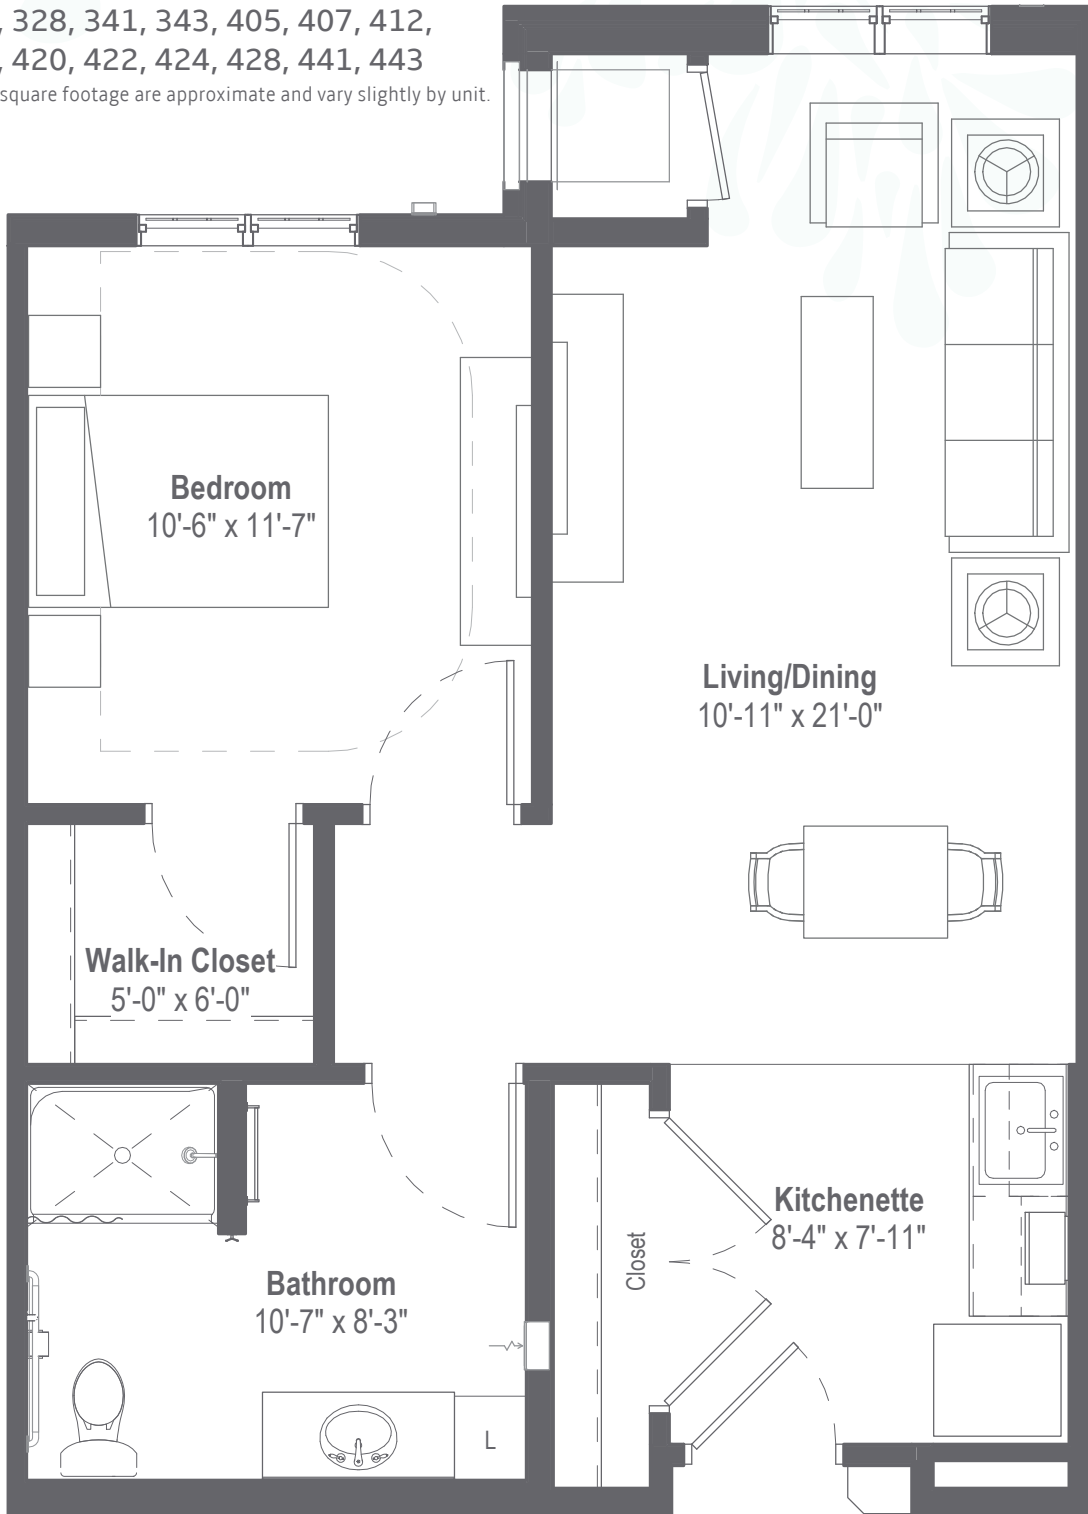 , 328, 341, 343, 405, 407, 412,
, 420, 422, 424, 428, 441, 443
square footage are approximate and vary slightly by unit.
Bedroom
10'-6" x 11'-7"
Living/Dining
10'-11" x 21'-0"
Walk-In Closet
5'-0" x 6'-0"
Kitchenette
8'-4" x 7'-11"
Closet
Bathroom
10'-7" x 8'-3"
L